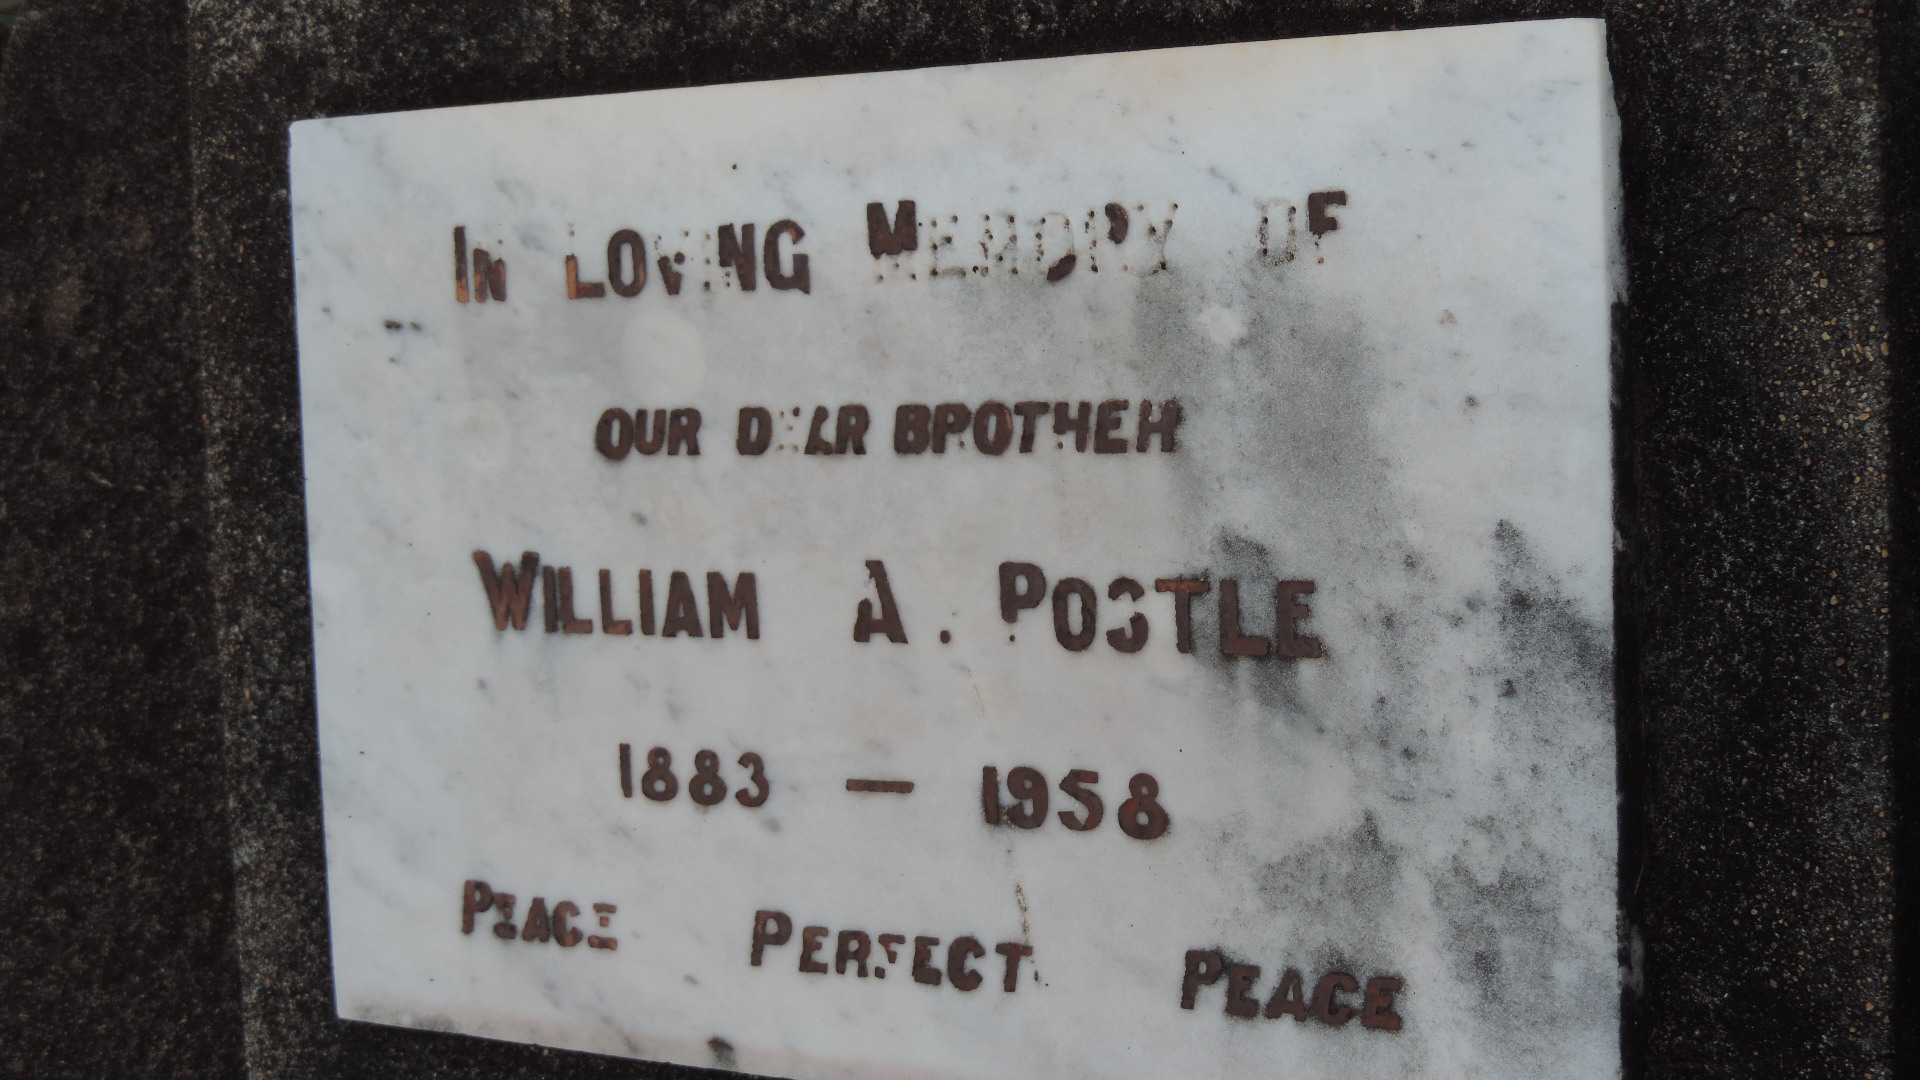 IN LOVING MEMORY OF
OUR DEAR BROTHER
WILLIAM A. POSTLE
1883 — 1958
PEACE PERFECT PEACE